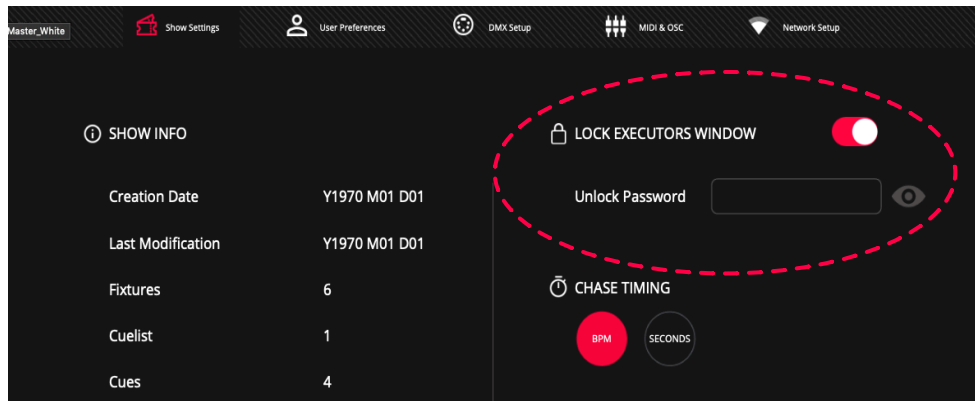 Master_White
Show Settings
User Preferences
DMX Setup
MIDI & OSC
Network Setup
SHOW INFO
Creation Date Y1970 M01 D01
Last Modification Y1970 M01 D01
Fixtures 6
Cuelist 1
Cues 4
LOCK EXECUTORS WINDOW
Unlock Password
CHASE TIMING
BPM
SECONDS